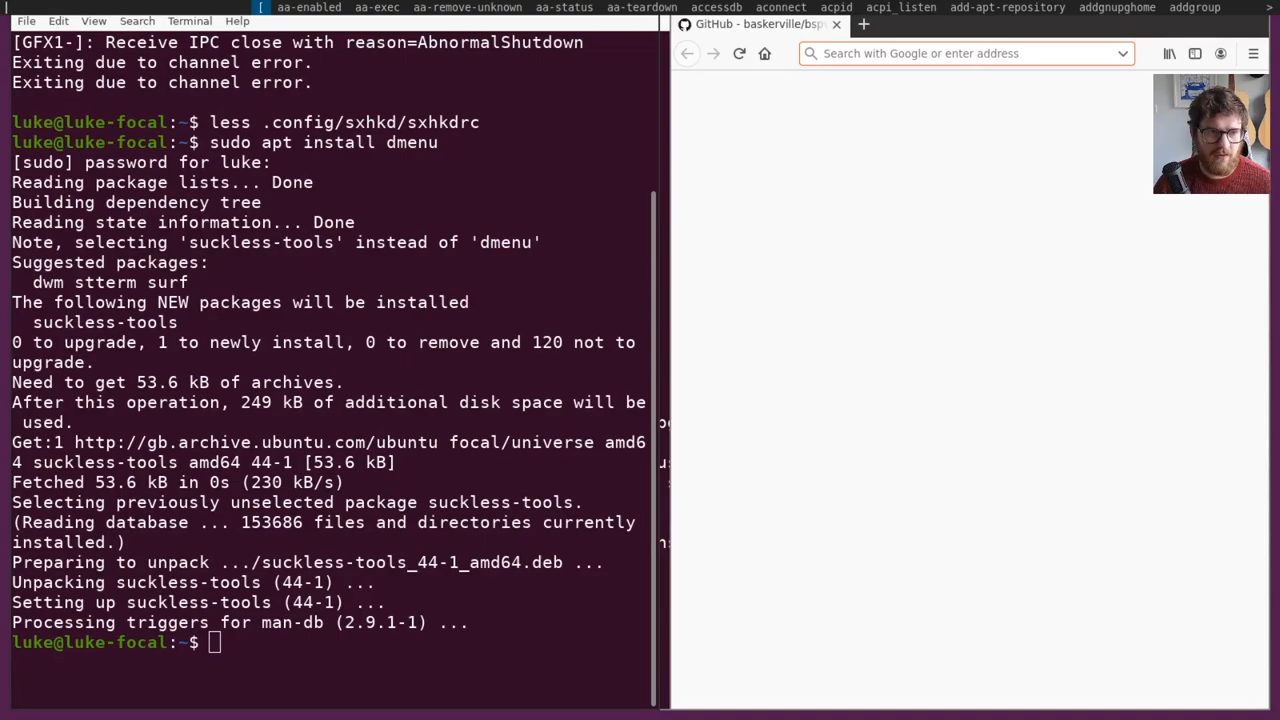 [ aa-enabled aa-exec aa-remove-unknown aa-status aa-teardown accessdb aconnect acpid acpi_listen add-apt-repository addgnupghome addgroup >
File Edit View Search Terminal Help
[GFX1-]: Receive IPC close with reason=AbnormalShutdown
Exiting due to channel error.
Exiting due to channel error.
luke@luke-focal:~$ less .config/sxhkd/sxhkdrc
luke@luke-focal:~$ sudo apt install dmenu
[sudo] password for luke:
Reading package lists... Done
Building dependency tree
Reading state information... Done
Note, selecting 'suckless-tools' instead of 'dmenu'
Suggested packages:
dwm stterm surf
The following NEW packages will be installed
suckless-tools
0 to upgrade, 1 to newly install, 0 to remove and 120 not to
upgrade.
Need to get 53.6 kB of archives.
After this operation, 249 kB of additional disk space will be
used.
Get:1 http://gb.archive.ubuntu.com/ubuntu focal/universe amd6
4 suckless-tools amd64 44-1 [53.6 kB]
Fetched 53.6 kB in 0s (230 kB/s)
Selecting previously unselected package suckless-tools.
(Reading database ... 153686 files and directories currently
installed.)
Preparing to unpack .../suckless-tools_44-1_amd64.deb ...
Unpacking suckless-tools (44-1) ...
Setting up suckless-tools (44-1) ...
Processing triggers for man-db (2.9.1-1) ...
luke@luke-focal:~$
GitHub - baskerville/bsp
Search with Google or enter address